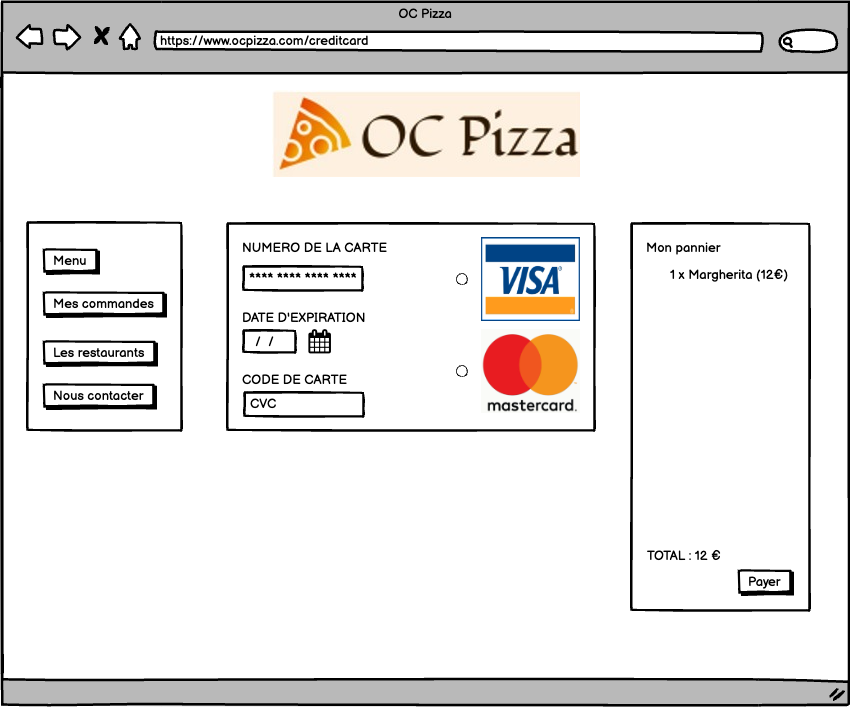 OC Pizza
https://www.ocpizza.com/creditcard
OC Pizza
Menu
Mes commandes
Les restaurants
Nous contacter
NUMERO DE LA CARTE
**** **** **** ****
DATE D'EXPIRATION
/ /
CODE DE CARTE
CVC
VISA
mastercard.
Mon pannier
1 x Margherita (12€)
TOTAL : 12 €
Payer